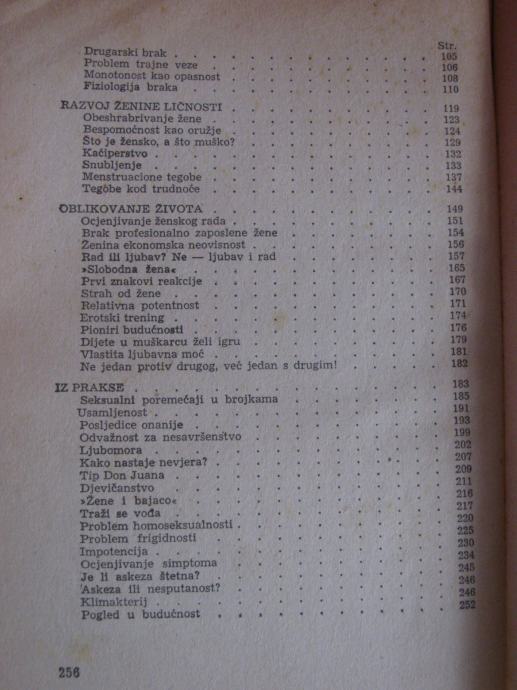 Str.
Drugarski brak 105
Problem trajne veze 106
Monotonost kao opasnost 108
Fiziologija braka 110
RAZVOJ ŽENINE LIČNOSTI 119
Obeshrabrivanje žene 123
Bespomoćnost kao oružje 124
Što je žensko, a što muško? 129
Kačiperstvo 132
Snubljenje 133
Menstruacione tegobe 137
Tegobe kod trudnoće 144
OBLIKOVANJE ŽIVOTA 149
Ocjenjivanje ženskog rada 151
Brak profesionalno zaposlene žene 154
Ženina ekonomska neovisnost 156
Rad ili ljubav? Ne — ljubav i rad 157
»Slobodna žena« 165
Prvi znakovi reakcije 167
Strah od žene 170
Relativna potentnost 171
Erotski trening 174
Pioniri budućnosti 176
Dijete u muškarcu želi igru 179
Vlastita ljubavna moć 181
Ne jedan protiv drugog, već jedan s drugim! 182
IZ PRAKSE 183
Seksualni poremećaji u brojkama 185
Usamljenost 191
Posljedice onanije 193
Odvažnost za nesavršenstvo 199
Ljubomora 202
Kako nastaje nevjera? 207
Tip Don Juana 209
Djevičanstvo 211
»Žene i bajaco« 216
Traži se vođa 217
Problem homoseksualnosti 220
Problem frigidnosti 225
Impotencija 230
Ocjenjivanje simptoma 234
Je li askeza štetna? 245
Askeza ili nesputanost? 246
Klimakterij 246
Pogled u budućnost 252
256